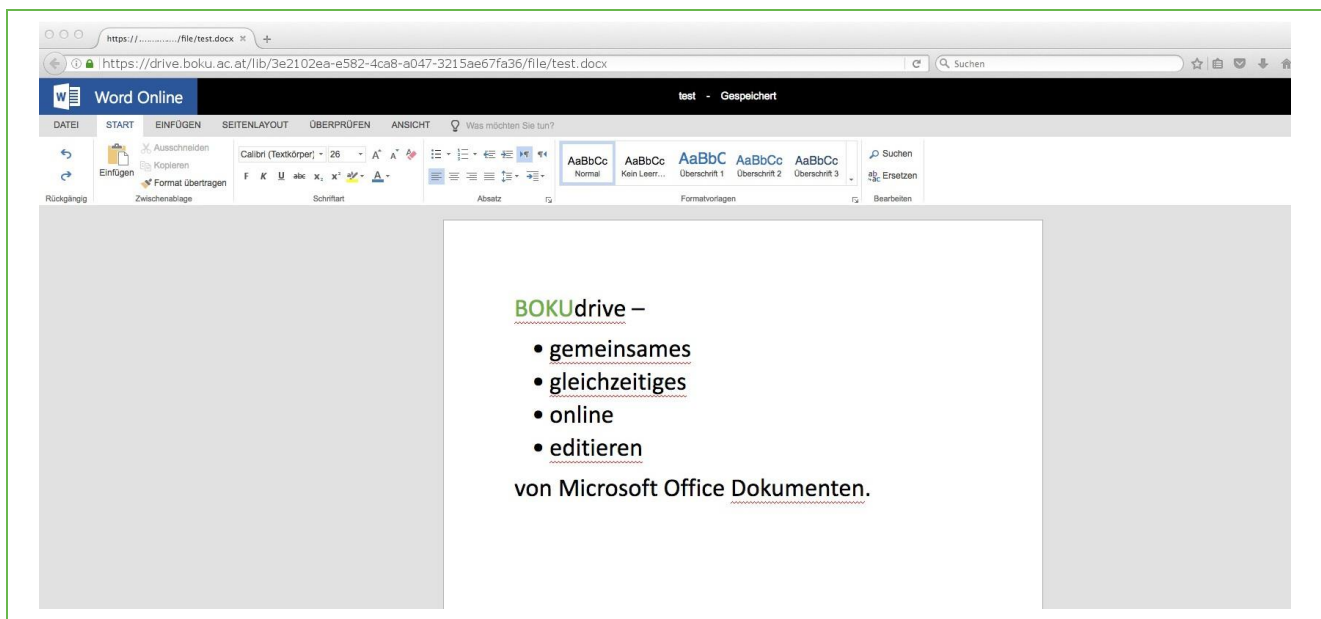 https://............../file/test.docx
https://drive.boku.ac.at/lib/3e2102ea-e582-4ca8-a047-3215ae67fa36/file/test.docx
Suchen
Word Online
test - Gespeichert
DATEI START EINFÜGEN SEITENLAYOUT ÜBERPRÜFEN ANSICHT Was möchten Sie tun?
Einfügen
Ausschneiden
Kopieren
Format übertragen
Calibri (Textkörper) 26
F K U abc x₂ x²
AaBbCc AaBbCc AaBbC AaBbCc AaBbCc
Normal Kein Leerr... Überschrift 1 Überschrift 2 Überschrift 3
Suchen
Ersetzen
Rückgängig Zwischenablage Schriftart Absatz Formatvorlagen Bearbeiten
BOKUdrive –
• gemeinsames
• gleichzeitiges
• online
• editieren
von Microsoft Office Dokumenten.